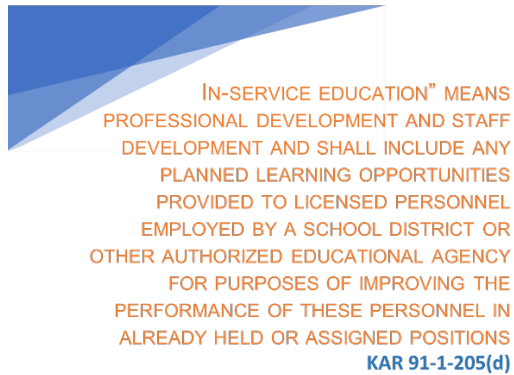 IN-SERVICE EDUCATION” MEANS
PROFESSIONAL DEVELOPMENT AND STAFF
DEVELOPMENT AND SHALL INCLUDE ANY
PLANNED LEARNING OPPORTUNITIES
PROVIDED TO LICENSED PERSONNEL
EMPLOYED BY A SCHOOL DISTRICT OR
OTHER AUTHORIZED EDUCATIONAL AGENCY
FOR PURPOSES OF IMPROVING THE
PERFORMANCE OF THESE PERSONNEL IN
ALREADY HELD OR ASSIGNED POSITIONS
KAR 91-1-205(d)